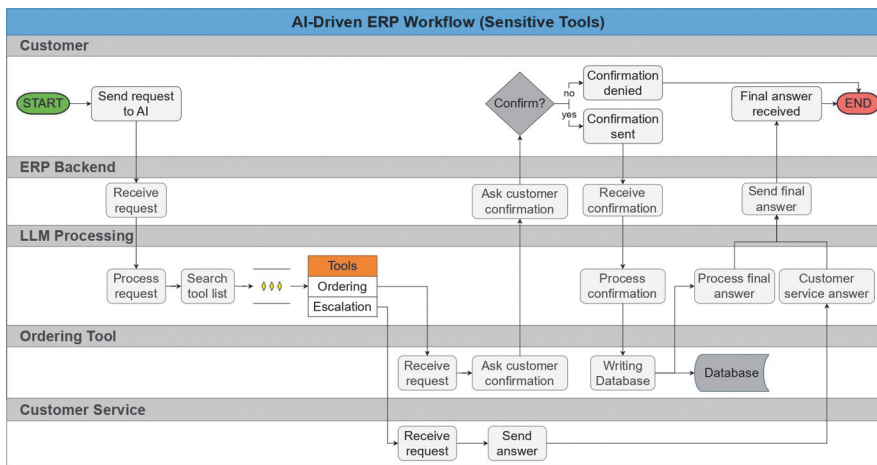 AI-Driven ERP Workflow (Sensitive Tools)
Customer
START
Send request
to AI
Confirm?
no
yes
Confirmation
denied
Confirmation
sent
Final answer
received
END
ERP Backend
Receive
request
Ask customer
confirmation
Receive
confirmation
Send final
answer
LLM Processing
Process
request
Search
tool list
Tools
Ordering
Escalation
Process
confirmation
Process final
answer
Customer
service answer
Ordering Tool
Receive
request
Ask customer
confirmation
Writing
Database
Database
Customer Service
Receive
request
Send
answer